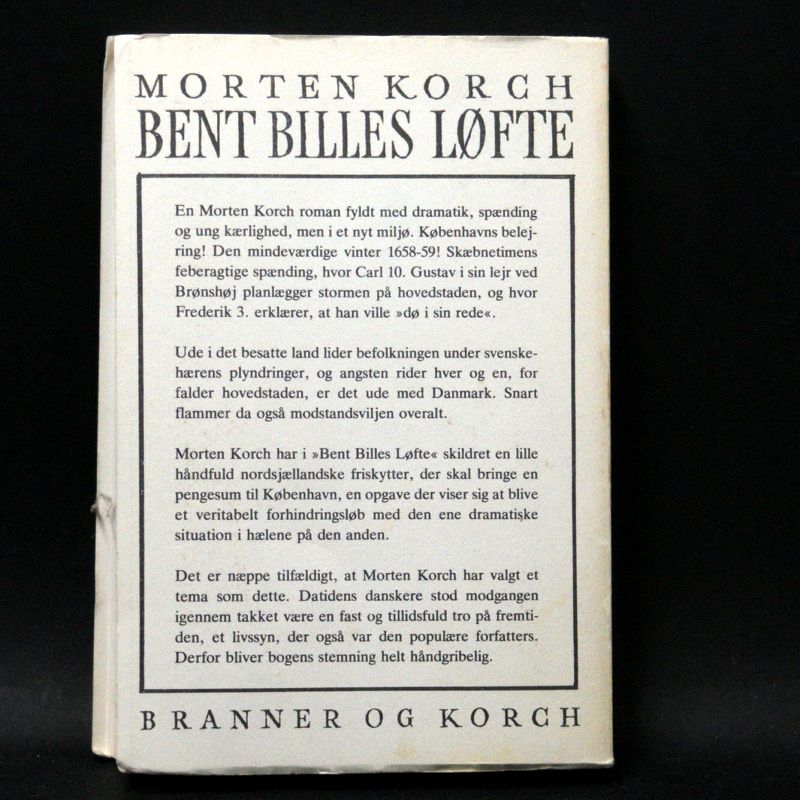 MORTEN KORCH
BENT BILLES LØFTE
En Morten Korch roman fyldt med dramatik, spænding
og ung kærlighed, men i et nyt miljø. Københavns belej-
ring! Den mindeværdige vinter 1658-59! Skæbnetimens
feberagtige spænding, hvor Carl 10. Gustav i sin lejr ved
Brønshøj planlægger stormen på hovedstaden, og hvor
Frederik 3. erklærer, at han ville »dø i sin rede«.
Ude i det besatte land lider befolkningen under svenske-
hærens plyndringer, og angsten rider hver og en, for
falder hovedstaden, er det ude med Danmark. Snart
flammer da også modstandsviljen overalt.
Morten Korch har i »Bent Billes Løfte« skildret en lille
håndfuld nordsjællandske friskytter, der skal bringe en
pengesum til København, en opgave der viser sig at blive
et veritabelt forhindringsløb med den ene dramatiske
situation i hælene på den anden.
Det er næppe tilfældigt, at Morten Korch har valgt et
tema som dette. Datidens danskere stod modgangen
igennem takket være en fast og tillidsfuld tro på fremti-
den, et livssyn, der også var den populære forfatters.
Derfor bliver bogens stemning helt håndgribelig.
BRANNER OG KORCH